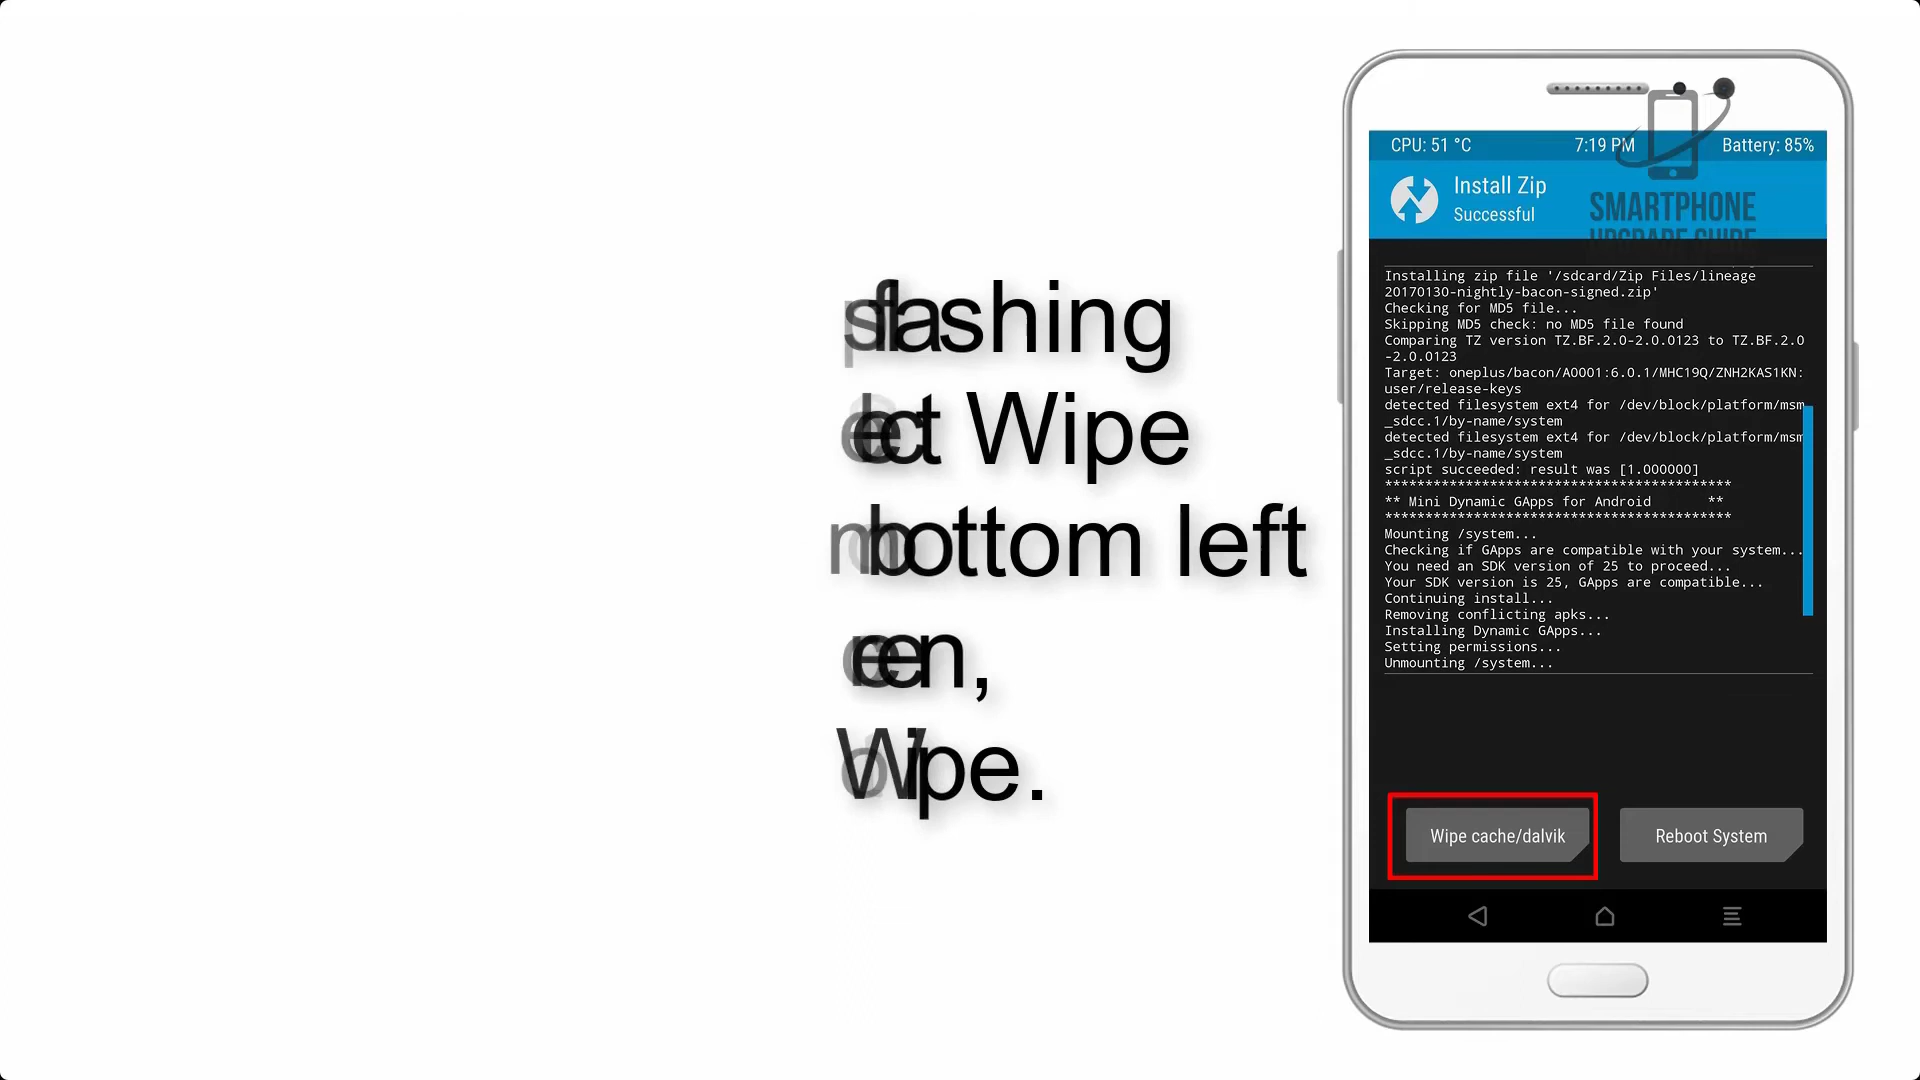 flashing
Wipe
bottom left
Wipe.
CPU: 51 °C 7:19 PM Battery: 85%
Install Zip
Successful
SMARTPHONE
UPGRADE GUIDE
Installing zip file '/sdcard/Zip Files/lineage
20170130-nightly-bacon-signed.zip'
Checking for MD5 file...
Skipping MD5 check: no MD5 file found
Comparing TZ version TZ.BF.2.0-2.0.0123 to TZ.BF.2.0
-2.0.0123
Target: oneplus/bacon/A0001:6.0.1/MHC19Q/ZNH2KAS1KN:
user/release-keys
detected filesystem ext4 for /dev/block/platform/msm
_sdcc.1/by-name/system
detected filesystem ext4 for /dev/block/platform/msm
_sdcc.1/by-name/system
script succeeded: result was [1.000000]
*******************************************
** Mini Dynamic GApps for Android       **
*******************************************
Mounting /system...
Checking if GApps are compatible with your system...
You need an SDK version of 25 to proceed...
Your SDK version is 25, GApps are compatible...
Continuing install...
Removing conflicting apks...
Installing Dynamic GApps...
Setting permissions...
Unmounting /system...
Wipe cache/dalvik Reboot System